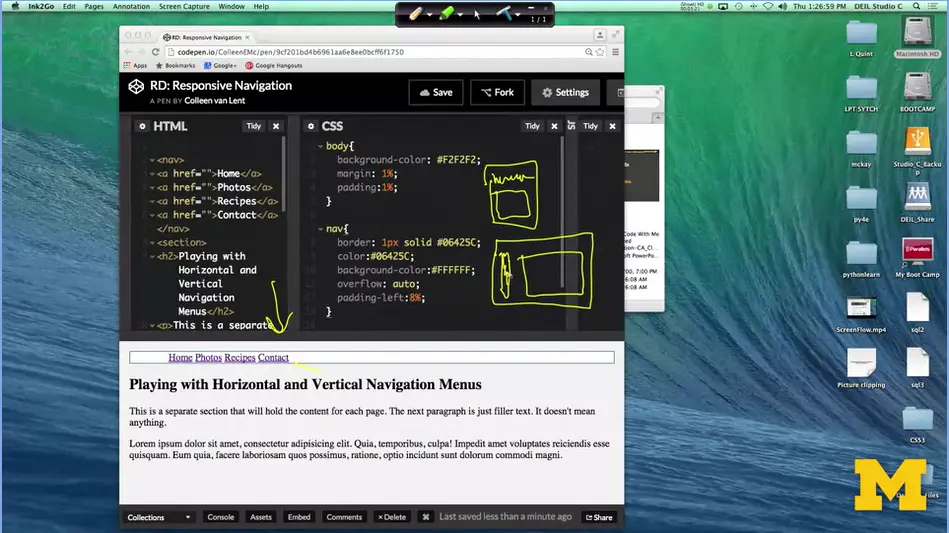 Ink2Go Edit Pages Annotation Screen Capture Window Help
Thu 1:26:59 PM DEIL Studio C
1/1
RD: Responsive Navigation
codepen.io/ColleenEMc/pen/9cf201bd4b6961aa6e8ee0bcff6f1750
Apps Bookmarks Google+ Google Hangouts
RD: Responsive Navigation
A PEN BY Colleen van Lent
Save Fork Settings
HTML Tidy
<nav>
<a href="">Home</a>
<a href="">Photos</a>
<a href="">Recipes</a>
<a href="">Contact</a>
</nav>
<section>
<h2>Playing with
Horizontal and
Vertical
Navigation
Menus</h2>
<p>This is a separate
CSS Tidy
body{
background-color: #F2F2F2;
margin: 1%;
padding:1%;
}
nav{
border: 1px solid #06425C;
color:#06425C;
background-color:#FFFFFF;
overflow: auto;
padding-left:8%;
}
Tidy
Home Photos Recipes Contact
Playing with Horizontal and Vertical Navigation Menus
This is a separate section that will hold the content for each page. The next paragraph is just filler text. It doesn't mean
anything.
Lorem ipsum dolor sit amet, consectetur adipisicing elit. Quia, temporibus, culpa! Impedit amet voluptates reiciendis esse
quisquam. Eum quia, facere laboriosam quos possimus, ratione, optio incidunt sunt dolorum commodi magni.
Collections Console Assets Embed Comments × Delete ⌘ Last saved less than a minute ago Share
Code With Me
L Quint
Macintosh HD
LPT-SYTCH
BOOTCAMP
mckay
Studio_C_Backu
p
py4e
DEIL_Share
pythonlearn
My Boot Camp
ScreenFlow.mp4
sql2
Picture clipping
sql3
CSS3
M